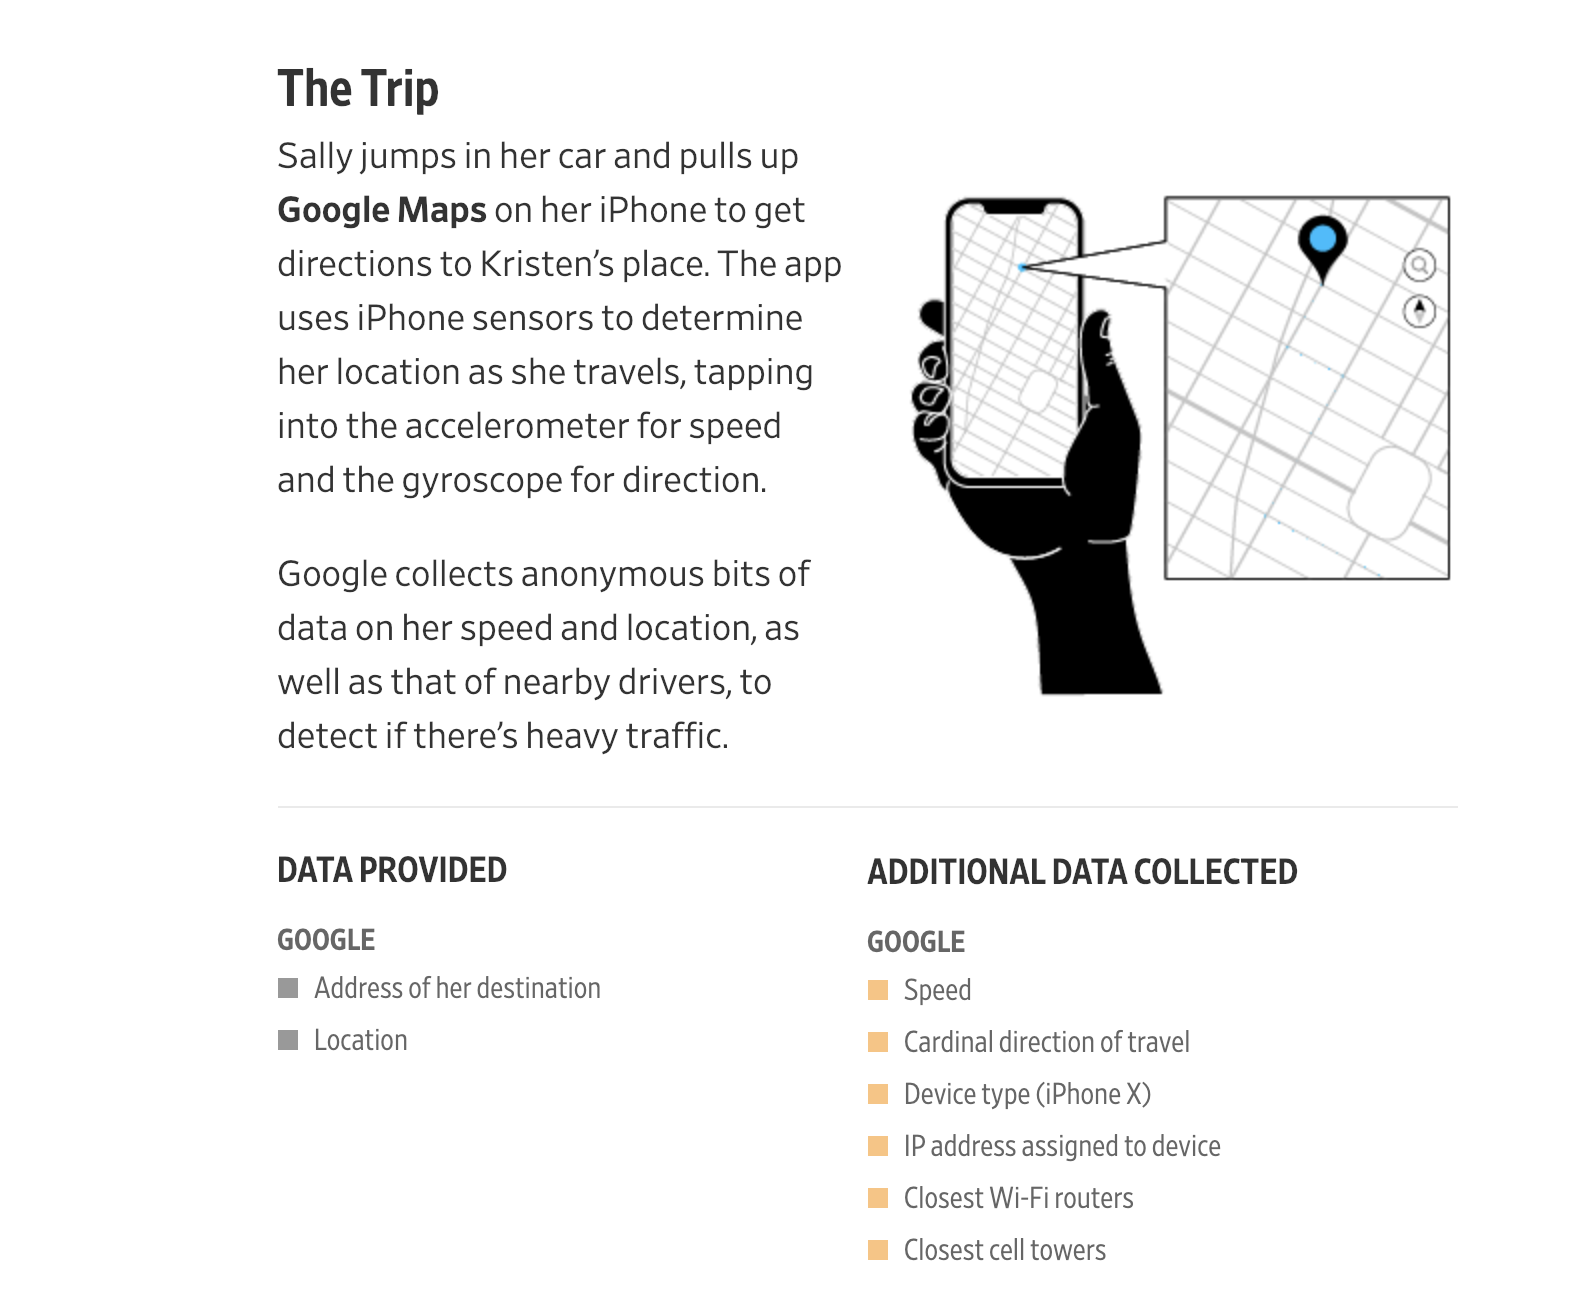 The Trip
Sally jumps in her car and pulls up
Google Maps on her iPhone to get
directions to Kristen’s place. The app
uses iPhone sensors to determine
her location as she travels, tapping
into the accelerometer for speed
and the gyroscope for direction.
Google collects anonymous bits of
data on her speed and location, as
well as that of nearby drivers, to
detect if there’s heavy traffic.
DATA PROVIDED
GOOGLE
Address of her destination
Location
ADDITIONAL DATA COLLECTED
GOOGLE
Speed
Cardinal direction of travel
Device type (iPhone X)
IP address assigned to device
Closest Wi-Fi routers
Closest cell towers